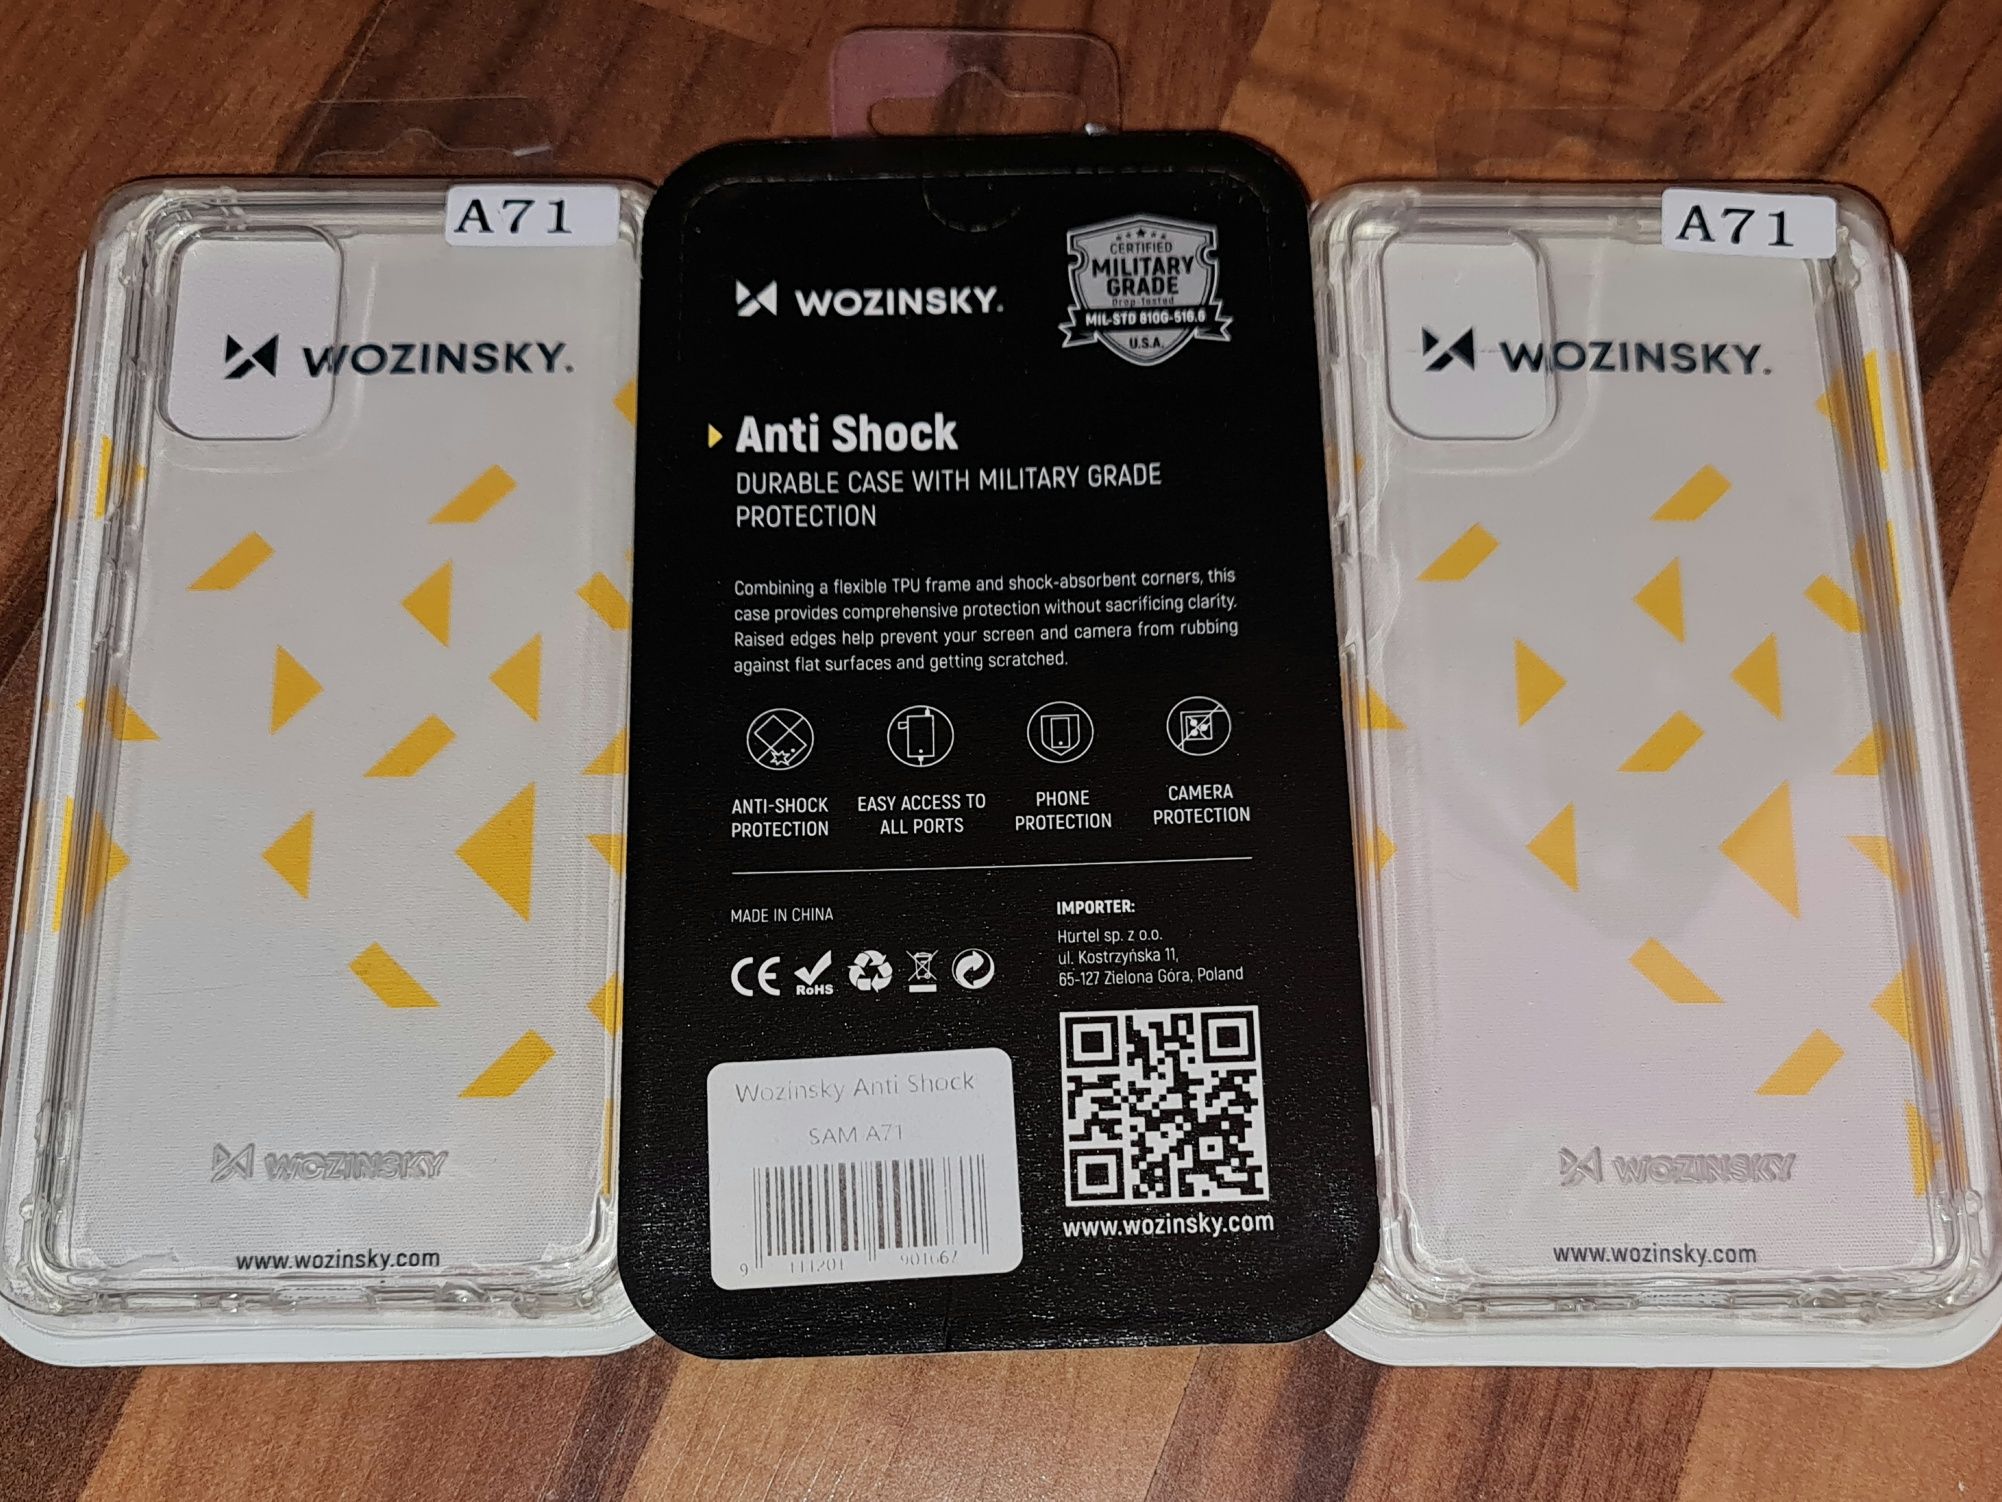 A71
WOZINSKY.
WOZINSKY
www.wozinsky.com
WOZINSKY.
CERTIFIED
MILITARY
GRADE
Drop-Tested
MIL-STD 810G-516.6
U.S.A.
Anti Shock
DURABLE CASE WITH MILITARY GRADE
PROTECTION
Combining a flexible TPU frame and shock-absorbent corners, this
case provides comprehensive protection without sacrificing clarity.
Raised edges help prevent your screen and camera from rubbing
against flat surfaces and getting scratched.
ANTI-SHOCK
PROTECTION
EASY ACCESS TO
ALL PORTS
PHONE
PROTECTION
CAMERA
PROTECTION
MADE IN CHINA
CE
RoHS
IMPORTER:
Hurtel sp. z o.o.
ul. Kostrzyńska 11,
65-127 Zielona Góra, Poland
Wozinsky Anti Shock
SAM A71
9 111201 901662
www.wozinsky.com
A71
WOZINSKY.
WOZINSKY
www.wozinsky.com